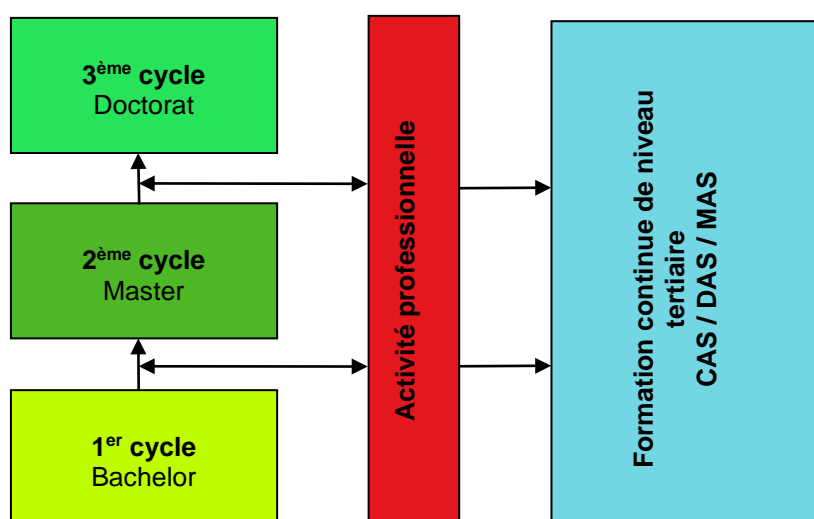 3ème cycle
Doctorat
2ème cycle
Master
1er cycle
Bachelor
Activité professionnelle
Formation continue de niveau
tertiaire
CAS / DAS / MAS